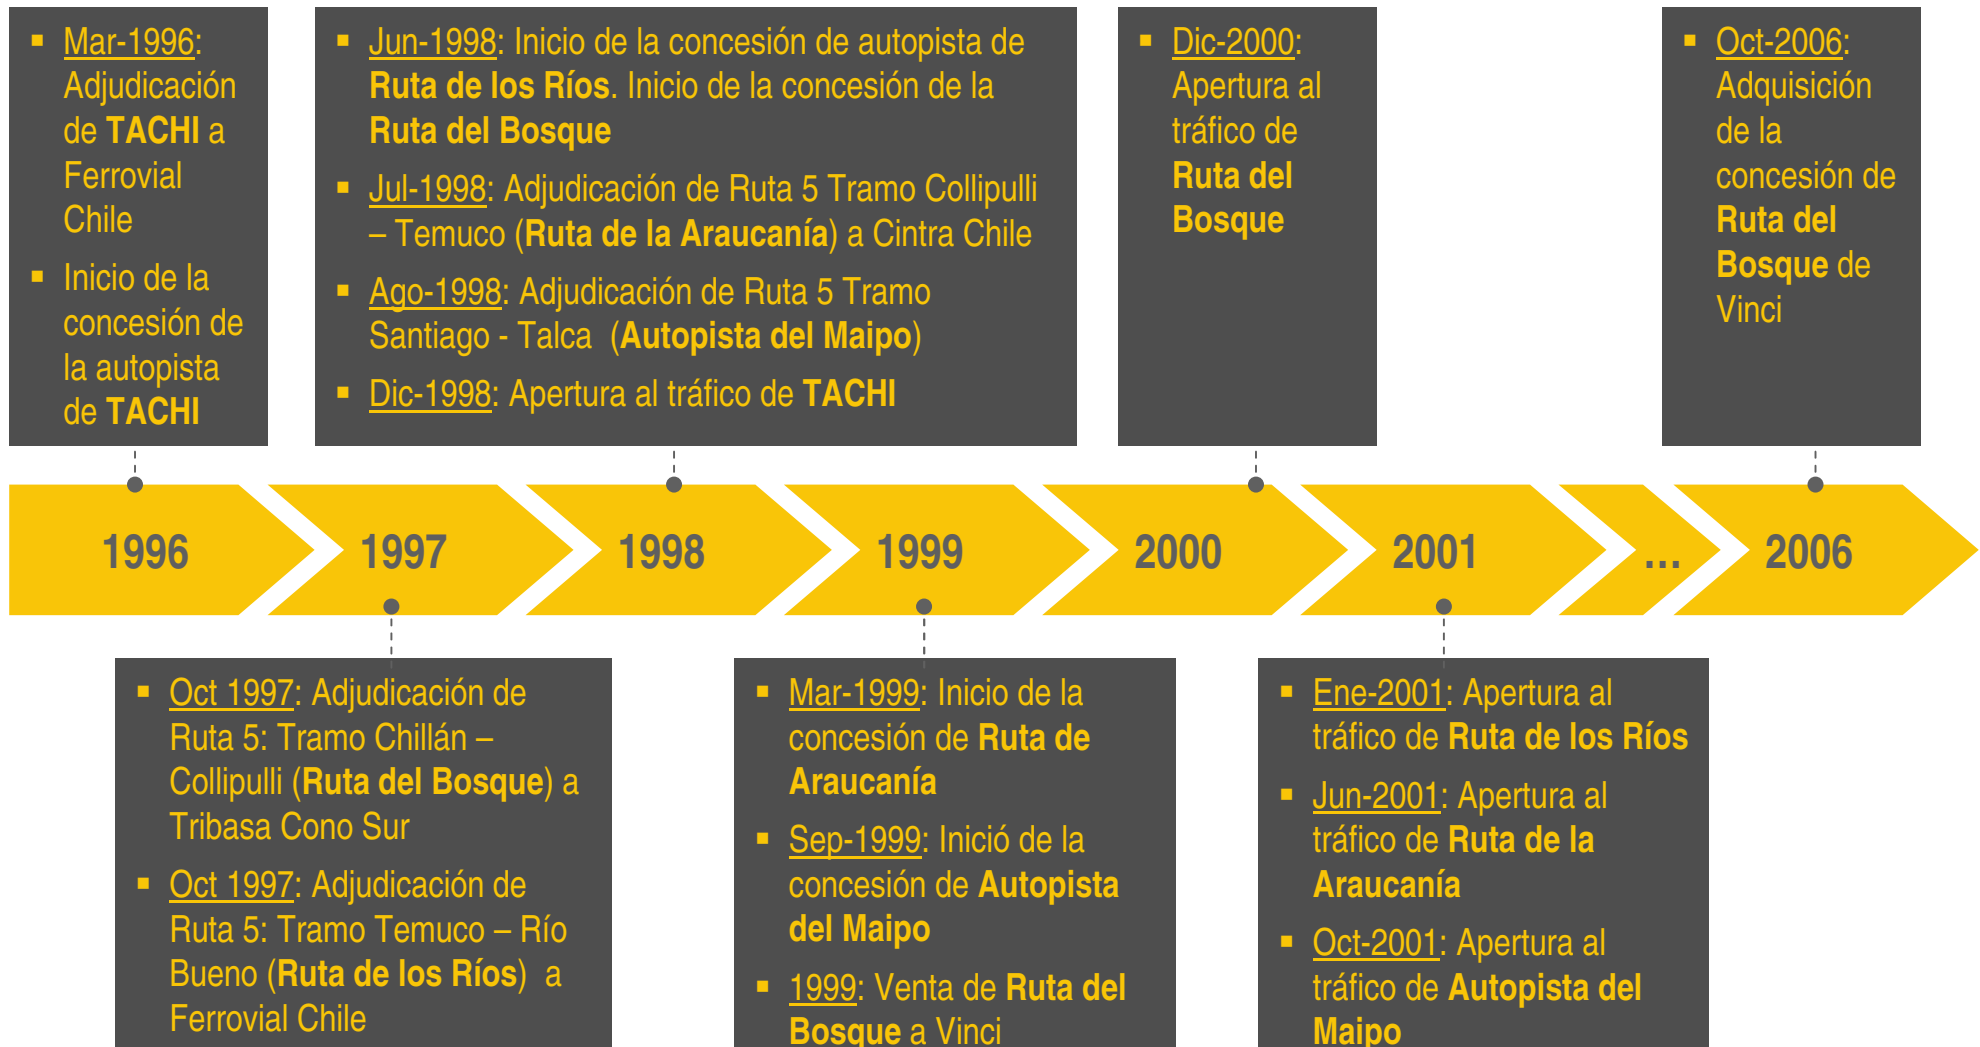 ▪ Mar-1996:
Adjudicación
de TACHI a
Ferrovial
Chile
▪ Inicio de la
concesión de
la autopista
de TACHI
▪ Jun-1998: Inicio de la concesión de autopista de
Ruta de los Ríos. Inicio de la concesión de la
Ruta del Bosque
▪ Jul-1998: Adjudicación de Ruta 5 Tramo Collipulli
– Temuco (Ruta de la Araucanía) a Cintra Chile
▪ Ago-1998: Adjudicación de Ruta 5 Tramo
Santiago - Talca (Autopista del Maipo)
▪ Dic-1998: Apertura al tráfico de TACHI
▪ Dic-2000:
Apertura al
tráfico de
Ruta del
Bosque
▪ Oct-2006:
Adquisición
de la
concesión de
Ruta del
Bosque de
Vinci
1996
1997
1998
1999
2000
2001
...
2006
▪ Oct 1997: Adjudicación de
Ruta 5: Tramo Chillán –
Collipulli (Ruta del Bosque) a
Tribasa Cono Sur
▪ Oct 1997: Adjudicación de
Ruta 5: Tramo Temuco – Río
Bueno (Ruta de los Ríos) a
Ferrovial Chile
▪ Mar-1999: Inicio de la
concesión de Ruta de
Araucanía
▪ Sep-1999: Inició de la
concesión de Autopista
del Maipo
▪ 1999: Venta de Ruta del
Bosque a Vinci
▪ Ene-2001: Apertura al
tráfico de Ruta de los Ríos
▪ Jun-2001: Apertura al
tráfico de Ruta de la
Araucanía
▪ Oct-2001: Apertura al
tráfico de Autopista del
Maipo